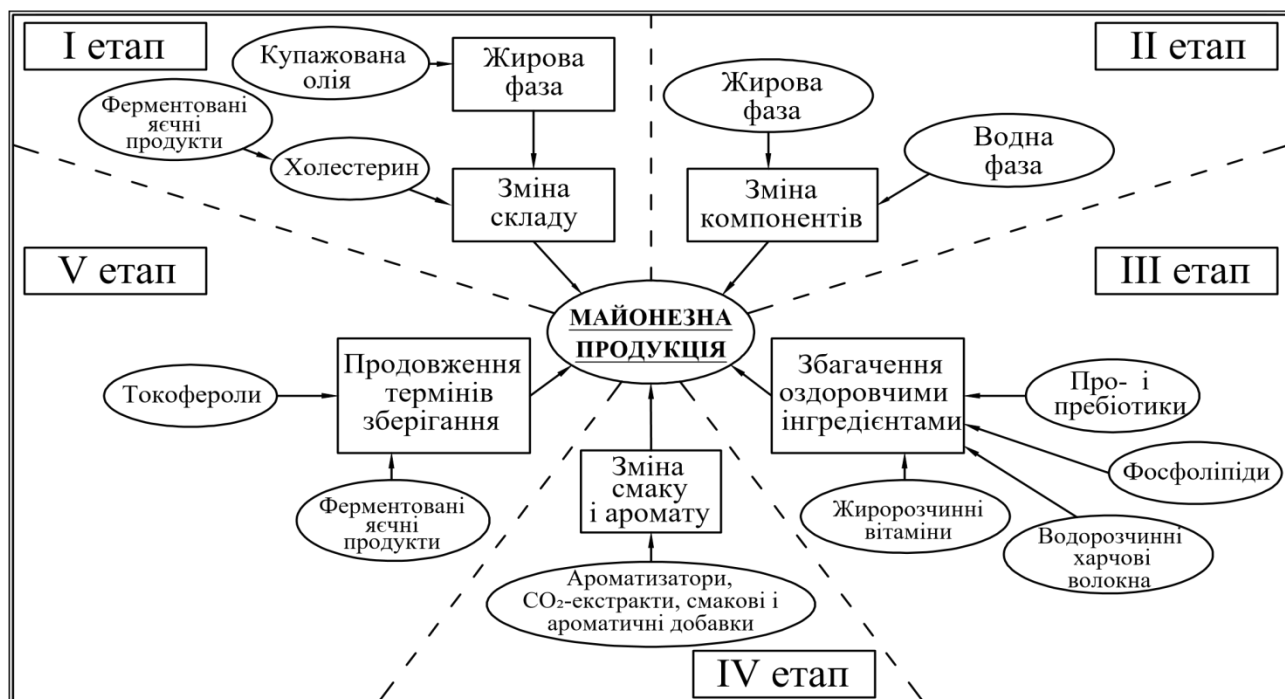 I етап
Купажована
олія
Жирова
фаза
Ферментовані
яєчні
продукти
Холестерин
Зміна
складу
II етап
Жирова
фаза
Водна
фаза
Зміна
компонентів
V етап
III етап
МАЙОНЕЗНА
ПРОДУКЦІЯ
Продовження
термінів
зберігання
Токофероли
Ферментовані
яєчні
продукти
Збагачення
оздоровчими
інгредієнтами
Про- і
пребіотики
Фосфоліпіди
Жиророзчинні
вітаміни
Водорозчинні
харчові
волокна
Зміна
смаку
і аромату
Ароматизатори,
CO₂-екстракти, смакові і
ароматичні добавки
IV етап